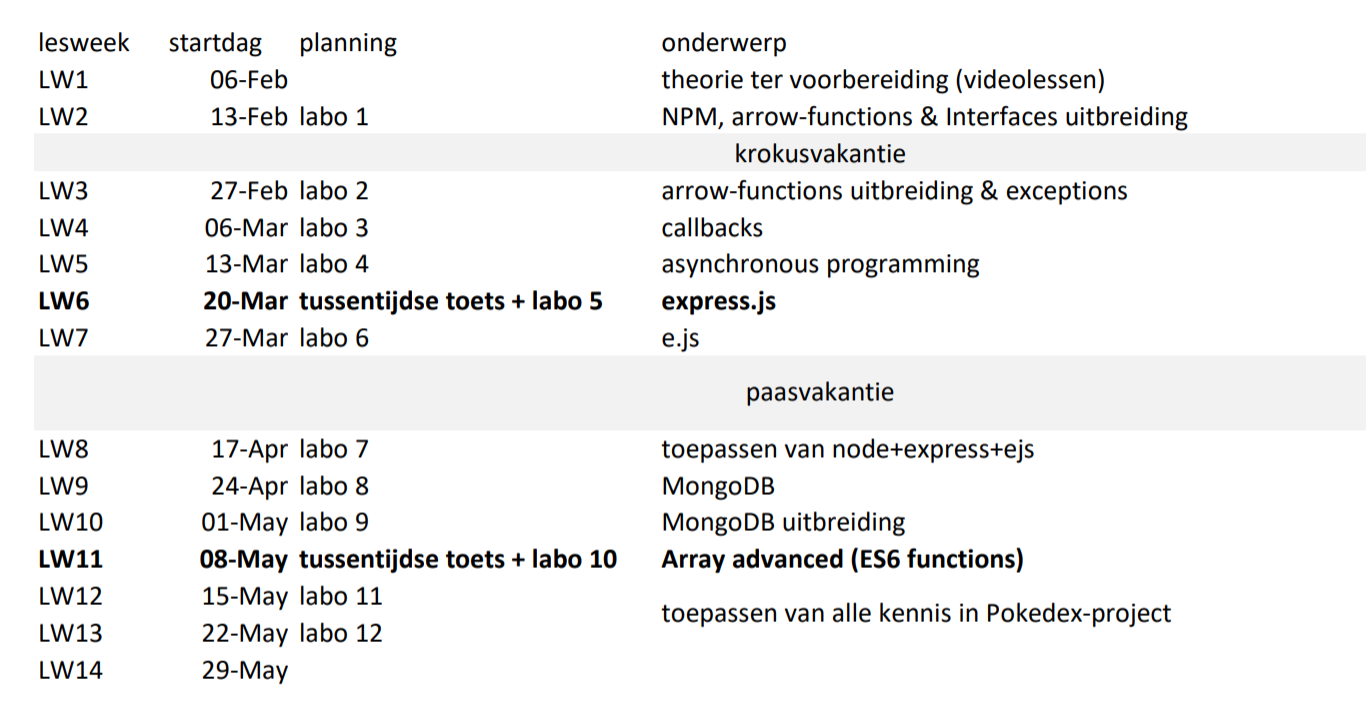 lesweek startdag planning onderwerp
LW1 06-Feb theorie ter voorbereiding (videolessen)
LW2 13-Feb labo 1 NPM, arrow-functions & Interfaces uitbreiding
krokusvakantie
LW3 27-Feb labo 2 arrow-functions uitbreiding & exceptions
LW4 06-Mar labo 3 callbacks
LW5 13-Mar labo 4 asynchronous programming
LW6 20-Mar tussentijdse toets + labo 5 express.js
LW7 27-Mar labo 6 e.js
paasvakantie
LW8 17-Apr labo 7 toepassen van node+express+ejs
LW9 24-Apr labo 8 MongoDB
LW10 01-May labo 9 MongoDB uitbreiding
LW11 08-May tussentijdse toets + labo 10 Array advanced (ES6 functions)
LW12 15-May labo 11
toepassen van alle kennis in Pokedex-project
LW13 22-May labo 12
LW14 29-May